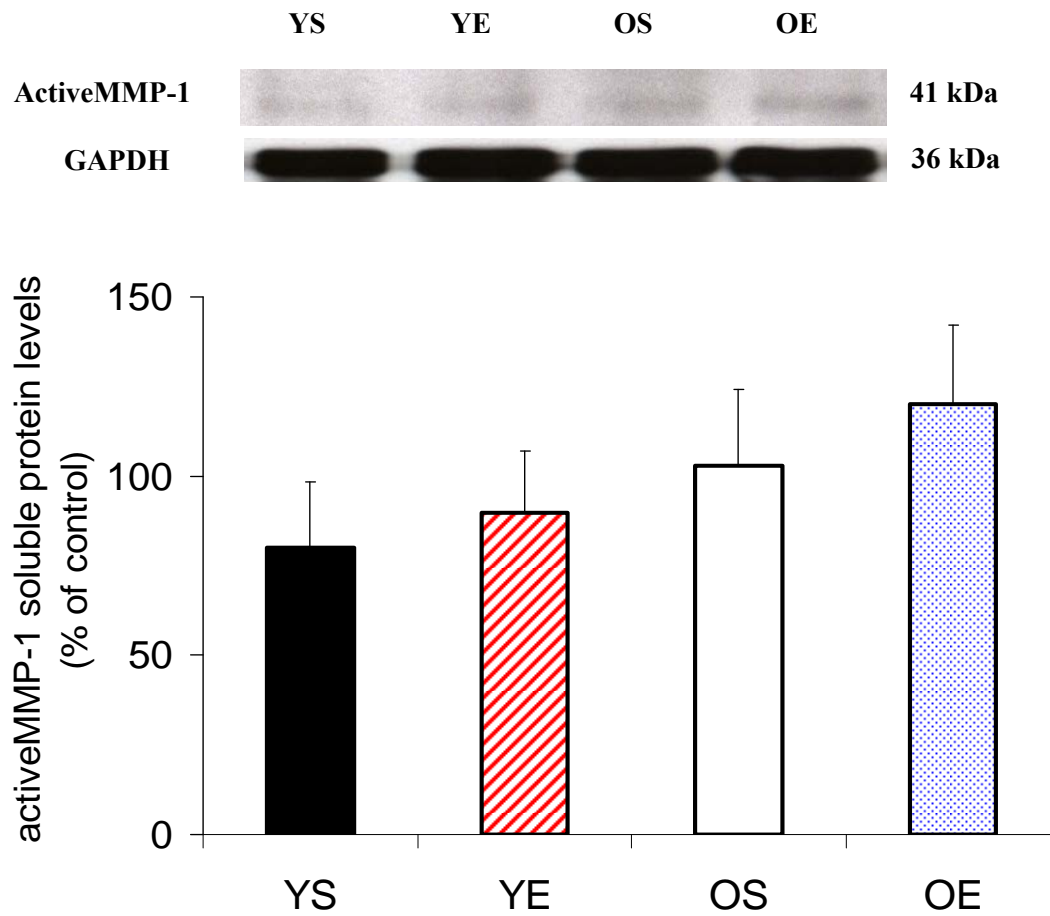 YS YE OS OE
ActiveMMP-1 41 kDa
GAPDH 36 kDa
activeMMP-1 soluble protein levels
(% of control)
150
100
50
0
YS YE OS OE